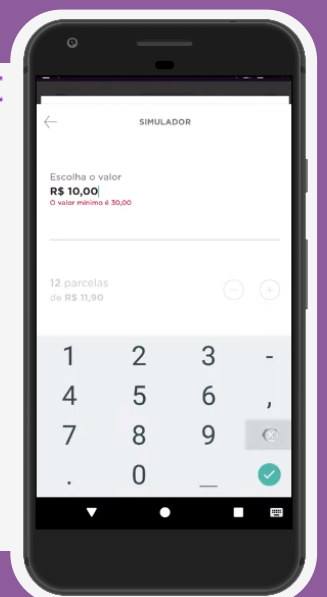 SIMULADOR
Escolha o valor
R$ 10,00
O valor mínimo é 30,00
12 parcelas
de R$ 11,90
1 2 3 -
4 5 6 ,
7 8 9
. 0 _